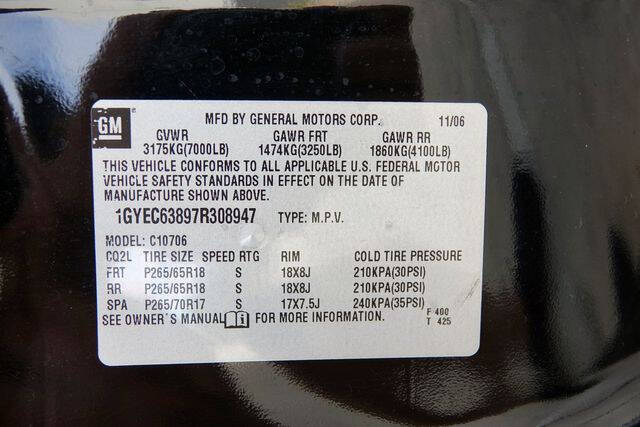 GM
MFD BY GENERAL MOTORS CORP. 11/06
GVWR GAWR FRT GAWR RR
3175KG(7000LB) 1474KG(3250LB) 1860KG(4100LB)
THIS VEHICLE CONFORMS TO ALL APPLICABLE U.S. FEDERAL MOTOR
VEHICLE SAFETY STANDARDS IN EFFECT ON THE DATE OF
MANUFACTURE SHOWN ABOVE.
1GYEC63897R308947 TYPE: M.P.V.
MODEL: C10706
CQ2L TIRE SIZE SPEED RTG RIM COLD TIRE PRESSURE
FRT P265/65R18 S 18X8J 210KPA(30PSI)
RR P265/65R18 S 18X8J 210KPA(30PSI)
SPA P265/70R17 S 17X7.5J 240KPA(35PSI)
SEE OWNER'S MANUAL i FOR MORE INFORMATION. F 400
T 425